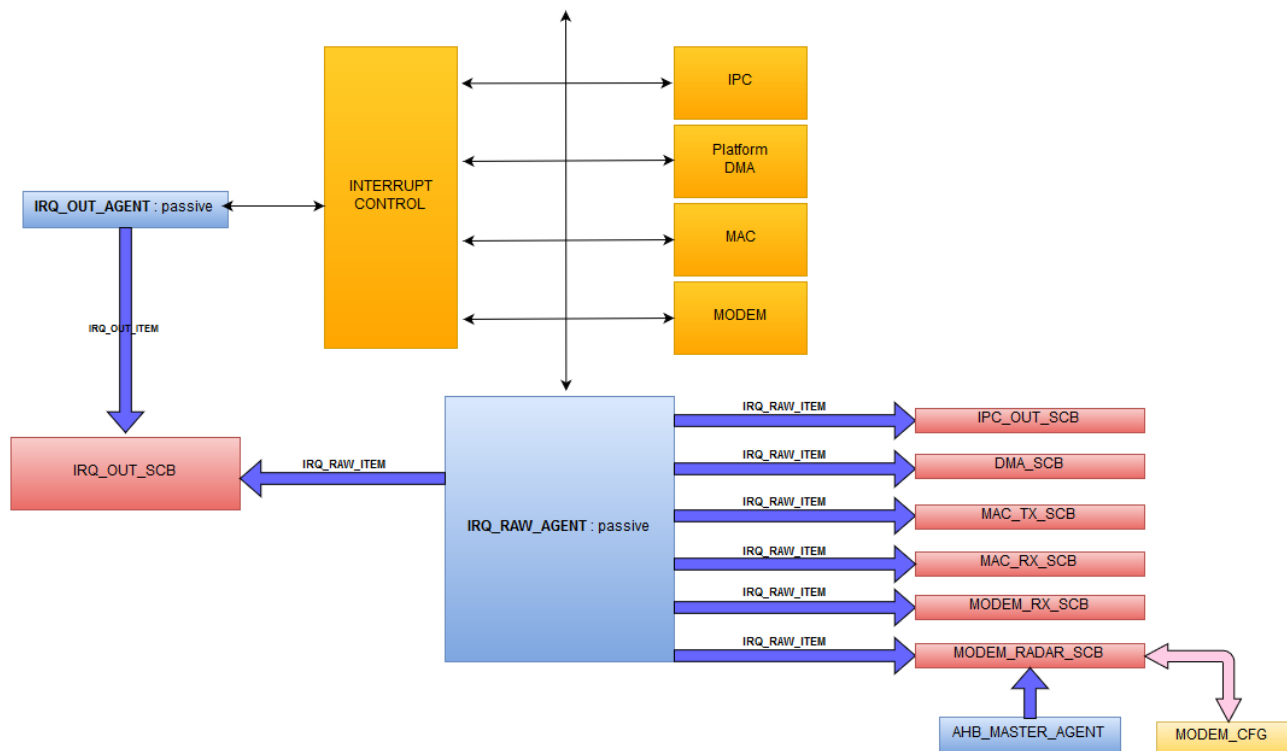 IPC
Platform
DMA
INTERRUPT
CONTROL
IRQ_OUT_AGENT : passive
MAC
MODEM
IRQ_OUT_ITEM
IRQ_RAW_ITEM
IPC_OUT_SCB
IRQ_OUT_SCB
IRQ_RAW_ITEM
IRQ_RAW_ITEM
DMA_SCB
IRQ_RAW_AGENT : passive
IRQ_RAW_ITEM
MAC_TX_SCB
IRQ_RAW_ITEM
MAC_RX_SCB
IRQ_RAW_ITEM
MODEM_RX_SCB
IRQ_RAW_ITEM
MODEM_RADAR_SCB
AHB_MASTER_AGENT
MODEM_CFG